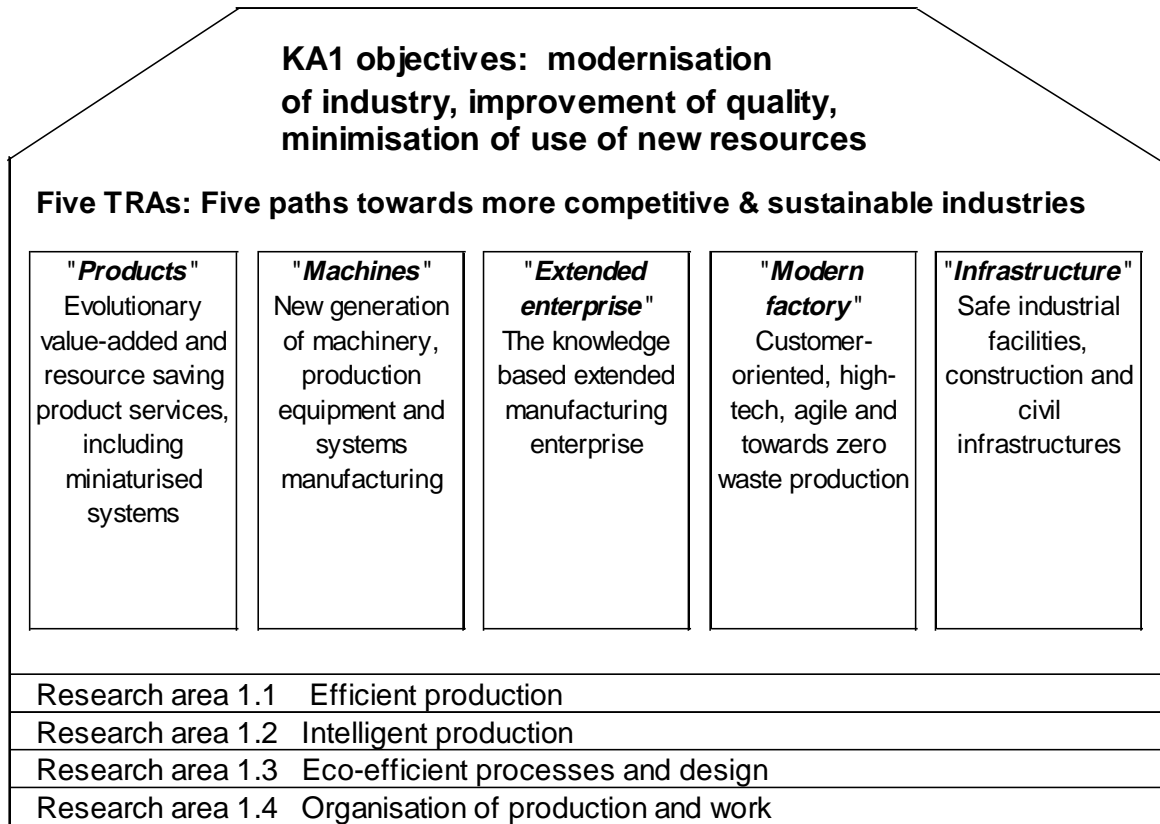 KA1 objectives: modernisation
of industry, improvement of quality,
minimisation of use of new resources
Five TRAs: Five paths towards more competitive & sustainable industries
"Products"
Evolutionary
value-added and
resource saving
product services,
including
miniaturised
systems
"Machines"
New generation
of machinery,
production
equipment and
systems
manufacturing
"Extended
enterprise"
The knowledge
based extended
manufacturing
enterprise
"Modern
factory"
Customer-
oriented, high-
tech, agile and
towards zero
waste production
"Infrastructure"
Safe industrial
facilities,
construction and
civil
infrastructures
Research area 1.1 Efficient production
Research area 1.2 Intelligent production
Research area 1.3 Eco-efficient processes and design
Research area 1.4 Organisation of production and work